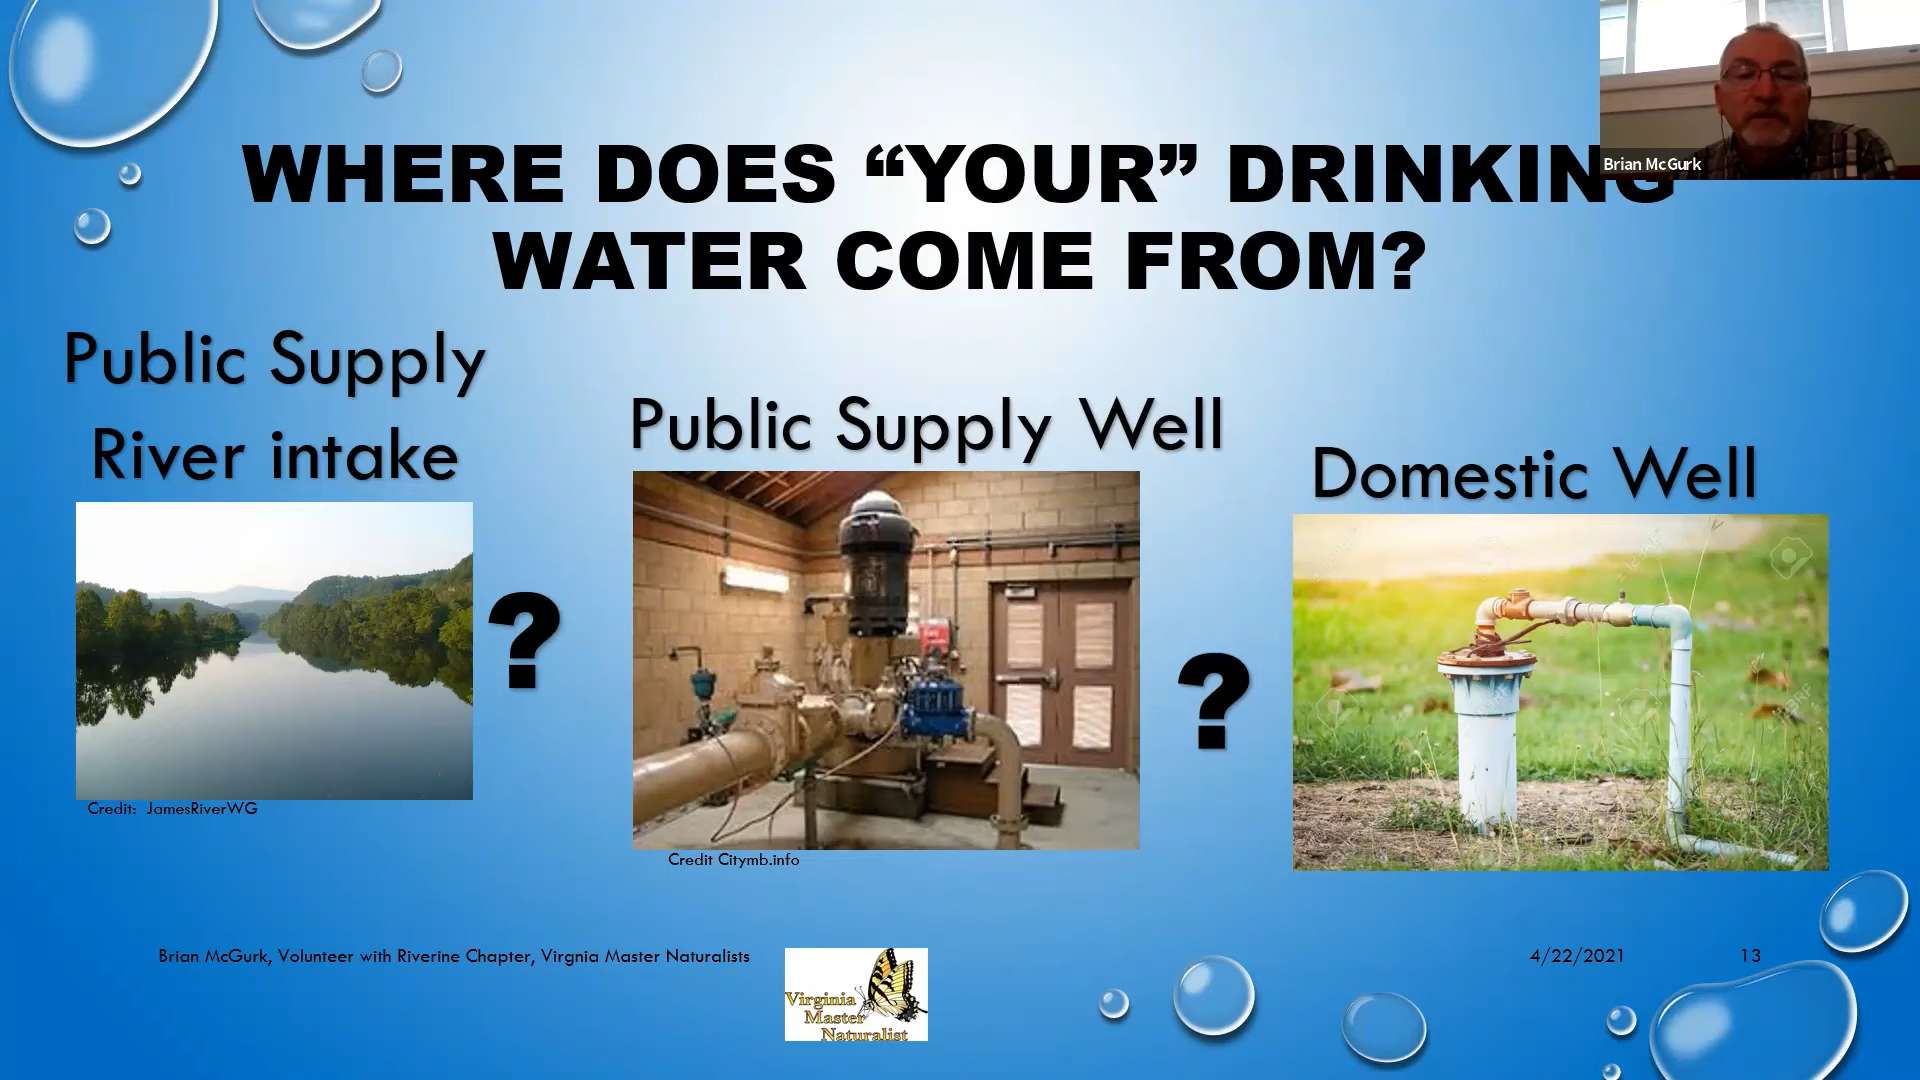 WHERE DOES “YOUR” DRINKING
WATER COME FROM?
Brian McGurk
Public Supply
River intake
Public Supply Well
Domestic Well
?
?
Credit: JamesRiverWG
Credit Citymb.info
Brian McGurk, Volunteer with Riverine Chapter, Virgnia Master Naturalists
Virginia
Master
Naturalist
4/22/2021
13